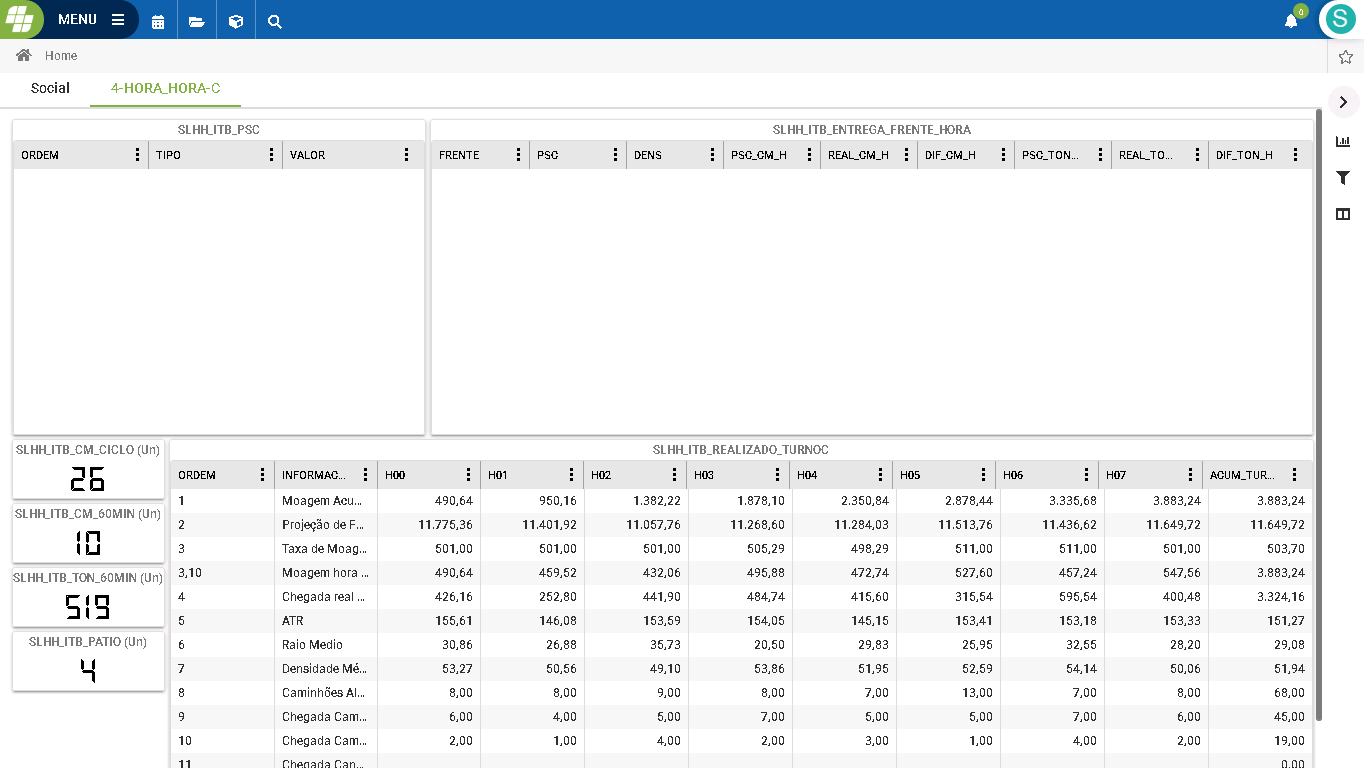 MENU
0
S
Home
Social 4-HORA_HORA-C
SLHH_ITB_PSC
ORDEM TIPO VALOR
SLHH_ITB_ENTREGA_FRENTE_HORA
FRENTE PSC DENS PSC_CM_H REAL_CM_H DIF_CM_H PSC_TON... REAL_TO... DIF_TON_H
SLHH_ITB_CM_CICLO (Un)
26
SLHH_ITB_CM_60MIN (Un)
10
SLHH_ITB_TON_60MIN (Un)
519
SLHH_ITB_PATIO (Un)
4
SLHH_ITB_REALIZADO_TURNOC
ORDEM INFORMAC... H00 H01 H02 H03 H04 H05 H06 H07 ACUM_TUR...
1 Moagem Acu... 490,64 950,16 1.382,22 1.878,10 2.350,84 2.878,44 3.335,68 3.883,24 3.883,24
2 Projeção de F... 11.775,36 11.401,92 11.057,76 11.268,60 11.284,03 11.513,76 11.436,62 11.649,72 11.649,72
3 Taxa de Moag... 501,00 501,00 501,00 505,29 498,29 511,00 511,00 501,00 503,70
3,10 Moagem hora ... 490,64 459,52 432,06 495,88 472,74 527,60 457,24 547,56 3.883,24
4 Chegada real ... 426,16 252,80 441,90 484,74 415,60 315,54 595,54 400,48 3.324,16
5 ATR 155,61 146,08 153,59 154,05 145,15 153,41 153,18 153,33 151,27
6 Raio Medio 30,86 26,88 35,73 20,50 29,83 25,95 32,55 28,20 29,08
7 Densidade Mé... 53,27 50,56 49,10 53,86 51,95 52,59 54,14 50,06 51,94
8 Caminhões Al... 8,00 8,00 9,00 8,00 7,00 13,00 7,00 8,00 68,00
9 Chegada Cam... 6,00 4,00 5,00 7,00 5,00 5,00 7,00 6,00 45,00
10 Chegada Cam... 2,00 1,00 4,00 2,00 3,00 1,00 4,00 2,00 19,00
11 Chegada Can... 0,00